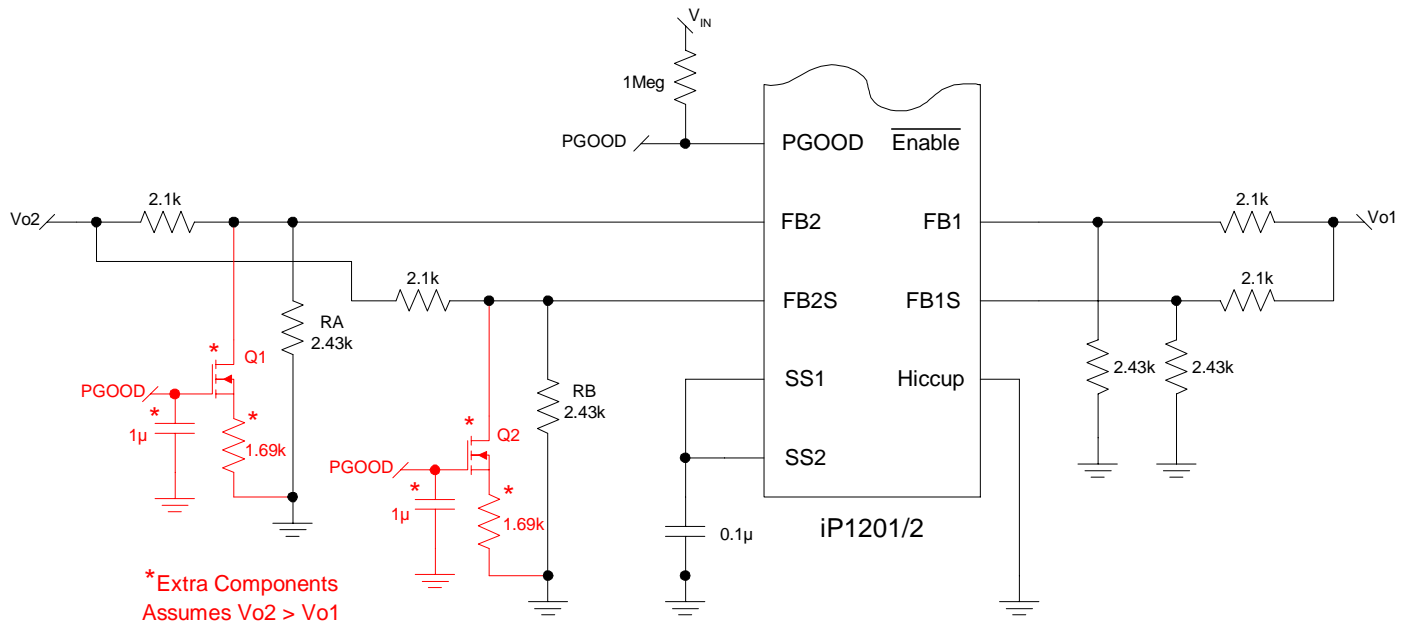 VIN
1Meg
PGOOD
PGOOD
Enable
2.1k
Vo2
FB2
FB1
2.1k
Vo1
2.1k
FB2S
FB1S
2.1k
RA
2.43k
* Q1
PGOOD
*
1µ
*
1.69k
SS1
Hiccup
2.43k
2.43k
RB
2.43k
* Q2
PGOOD
*
1µ
*
1.69k
SS2
0.1µ
iP1201/2
*Extra Components
Assumes Vo2 > Vo1